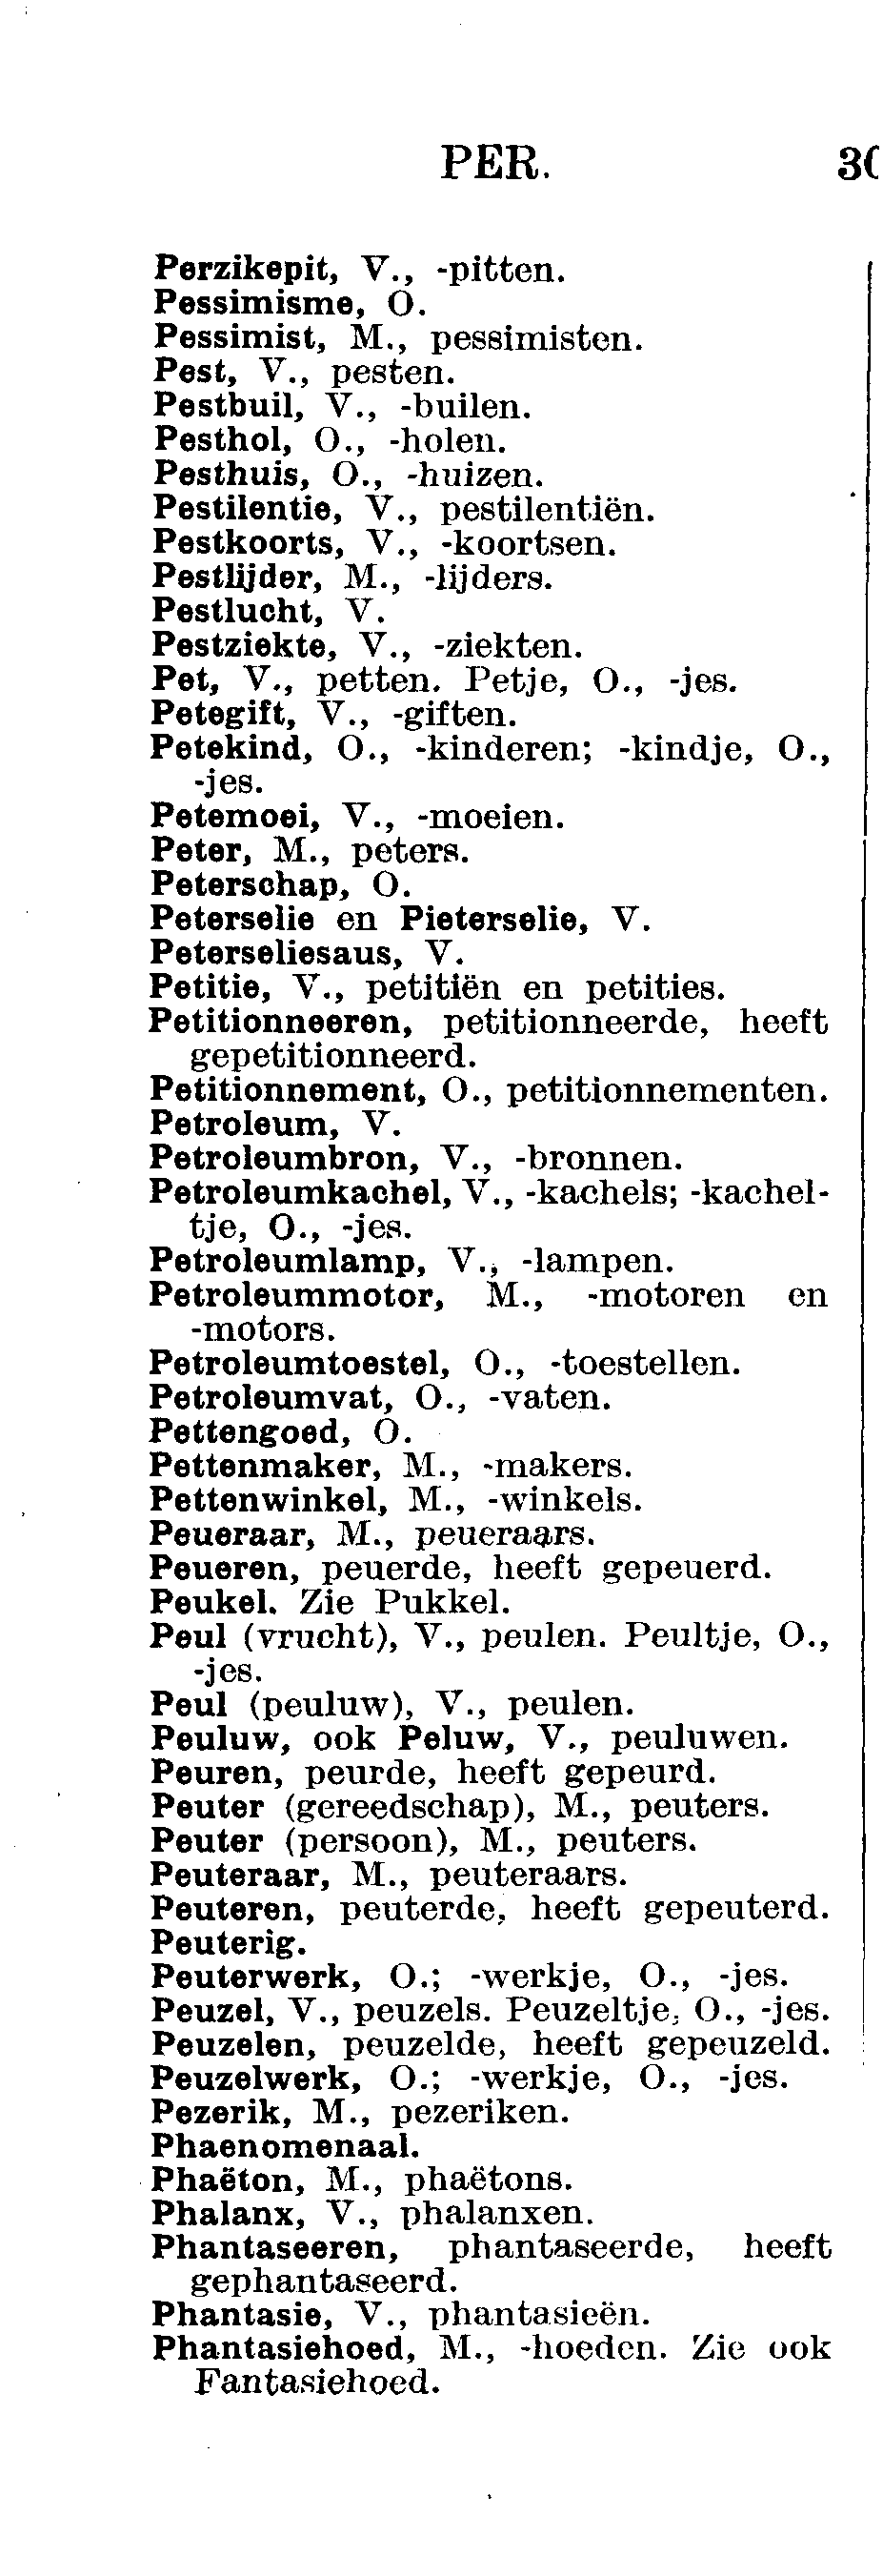 PER.
Perzikepit, V., -pitten.
Pessimisme, O.
Pessimist, M., pessimisten.
Pest, V., pesten.
Pestbuil, V., -builen.
Pesthol, O., -holen.
Pesthuis, O., -huizen.
Pestilentie, V., pestilentiën.
Pestkoorts, V., -koortsen.
Pestlijder, M., -lijders.
Pestlucht, V.
Pestziekte, V., -ziekten.
Pet, V., petten. Petje, O., -jes.
Petegift, V., -giften.
Petekind, O., -kinderen; -kindje, O.,
-jes.
Petemoei, V., -moeien.
Peter, M., peters.
Peterschap, O.
Peterselie en Pieterselie, V.
Peterseliesaus, V.
Petitie, V., petitiën en petities.
Petitionneeren, petitionneerde, heeft
gepetitionneerd.
Petitionnement, O., petitionnementen.
Petroleum, V.
Petroleumbron, V., -bronnen.
Petroleumkachel, V., -kachels; -kachel-
tje, O., -jes.
Petroleumlamp, V., -lampen.
Petroleummotor, M., -motoren en
-motors.
Petroleumtoestel, O., -toestellen.
Petroleumvat, O., -vaten.
Pettengoed, O.
Pettenmaker, M., -makers.
Pettenwinkel, M., -winkels.
Peueraar, M., peueraars.
Peueren, peuerde, heeft gepeuerd.
Peukel. Zie Pukkel.
Peul (vrucht), V., peulen. Peultje, O.,
-jes.
Peul (peuluw), V., peulen.
Peuluw, ook Peluw, V., peuluwen.
Peuren, peurde, heeft gepeurd.
Peuter (gereedschap), M., peuters.
Peuter (persoon), M., peuters.
Peuteraar, M., peuteraars.
Peuteren, peuterde, heeft gepeuterd.
Peuterig.
Peuterwerk, O.; -werkje, O., -jes.
Peuzel, V., peuzels. Peuzeltje, O., -jes.
Peuzelen, peuzelde, heeft gepeuzeld.
Peuzelwerk, O.; -werkje, O., -jes.
Pezerik, M., pezeriken.
Phaenomenaal.
Phaëton, M., phaëtons.
Phalanx, V., phalanxen.
Phantaseeren, phantaseerde, heeft
gephantaseerd.
Phantasie, V., phantasieën.
Phantasiehoed, M., -hoeden. Zie ook
Fantasiehoed.